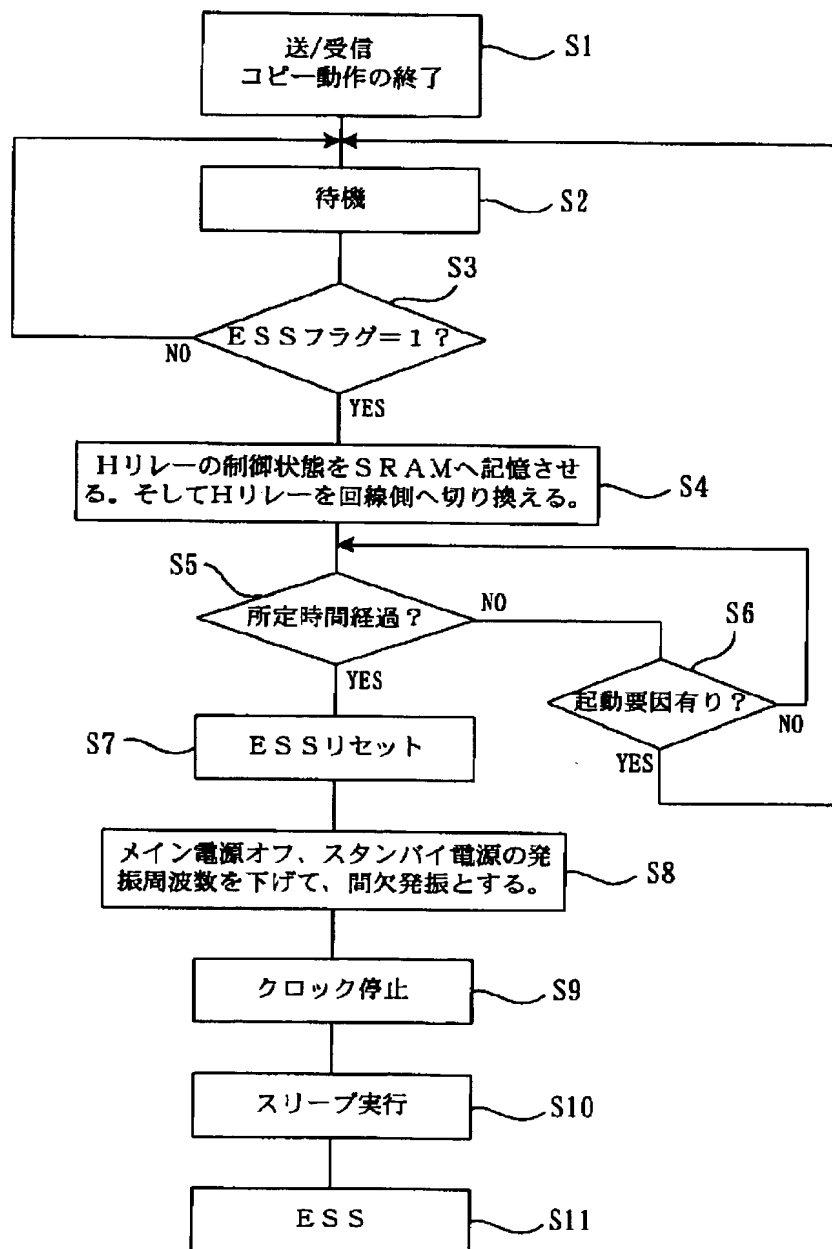 送/受信
コピー動作の終了
S1
待機
S2
S3
ESSフラグ＝1？
NO
YES
Hリレーの制御状態をSRAMへ記憶させ
る。そしてHリレーを回線側へ切り換える。
S4
S5
所定時間経過？
NO
YES
S6
起動要因有り？
NO
YES
S7
ESSリセット
メイン電源オフ、スタンバイ電源の発
振周波数を下げて、間欠発振とする。
S8
クロック停止
S9
スリープ実行
S10
ESS
S11